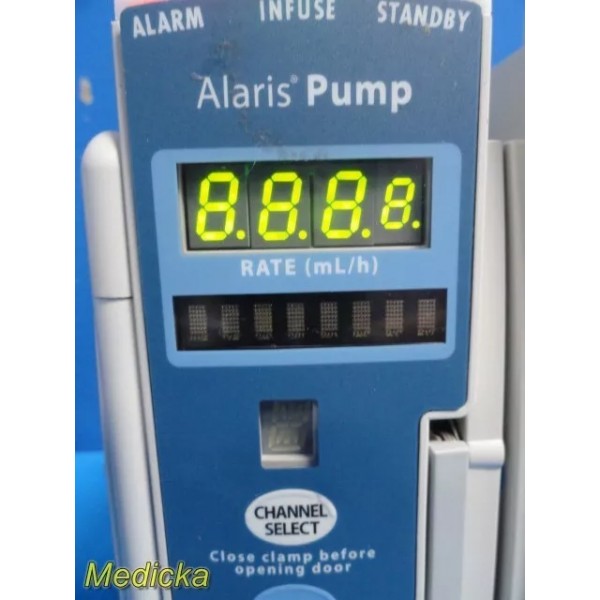 ALARM INFUSE STANDBY
Alaris® Pump
8.8.8.8.
RATE (mL/h)
CHANNEL
SELECT
Close clamp before
opening door
Medicka